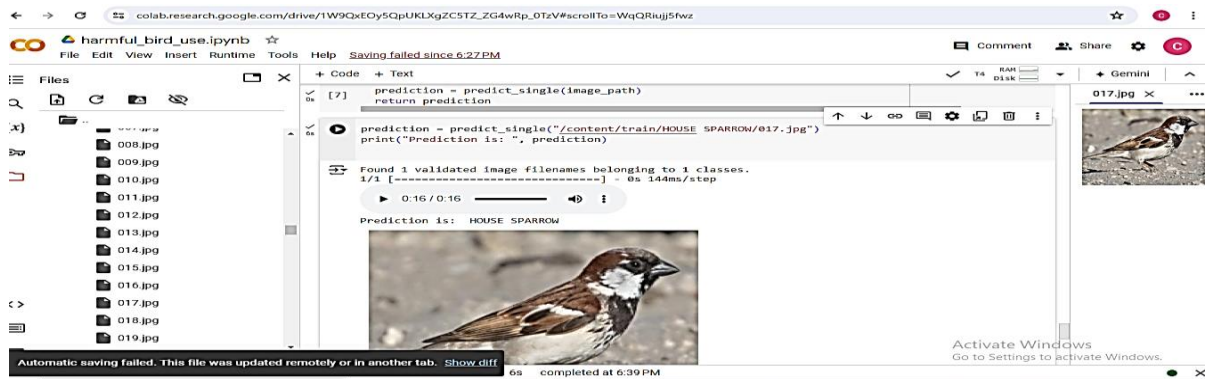 colab.research.google.com/drive/1W9QxEOy5QpUKLXgZC5TZ_ZG4wRp_0TzV#scrollTo=WqQRiujj5fwz
CO
harmful_bird_use.ipynb
File Edit View Insert Runtime Tools Help Saving failed since 6:27 PM
Comment Share C
Files
+ Code + Text
T4 RAM Disk
Gemini
017.jpg
[7] prediction = predict_single(image_path)
0s return prediction
{x}
..
007.jpg
008.jpg
009.jpg
010.jpg
011.jpg
012.jpg
013.jpg
014.jpg
015.jpg
016.jpg
017.jpg
018.jpg
019.jpg
6s prediction = predict_single("/content/train/HOUSE SPARROW/017.jpg")
print("Prediction is: ", prediction)
Found 1 validated image filenames belonging to 1 classes.
1/1 [==============================] - 0s 144ms/step
0:16 / 0:16
Prediction is: HOUSE SPARROW
Activate Windows
Go to Settings to activate Windows.
Automatic saving failed. This file was updated remotely or in another tab. Show diff
6s completed at 6:39 PM